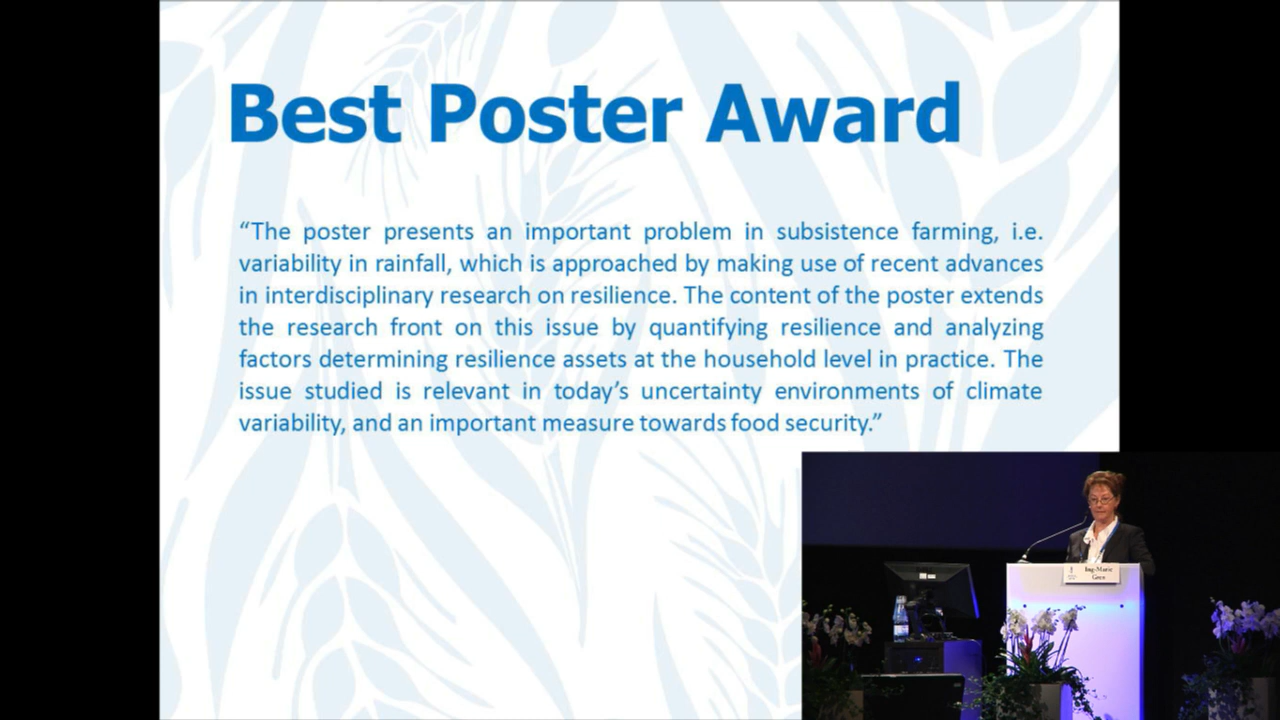 Best Poster Award
“The poster presents an important problem in subsistence farming, i.e.
variability in rainfall, which is approached by making use of recent advances
in interdisciplinary research on resilience. The content of the poster extends
the research front on this issue by quantifying resilience and analyzing
factors determining resilience assets at the household level in practice. The
issue studied is relevant in today’s uncertainty environments of climate
variability, and an important measure towards food security.”
Ing-Marie
Gren